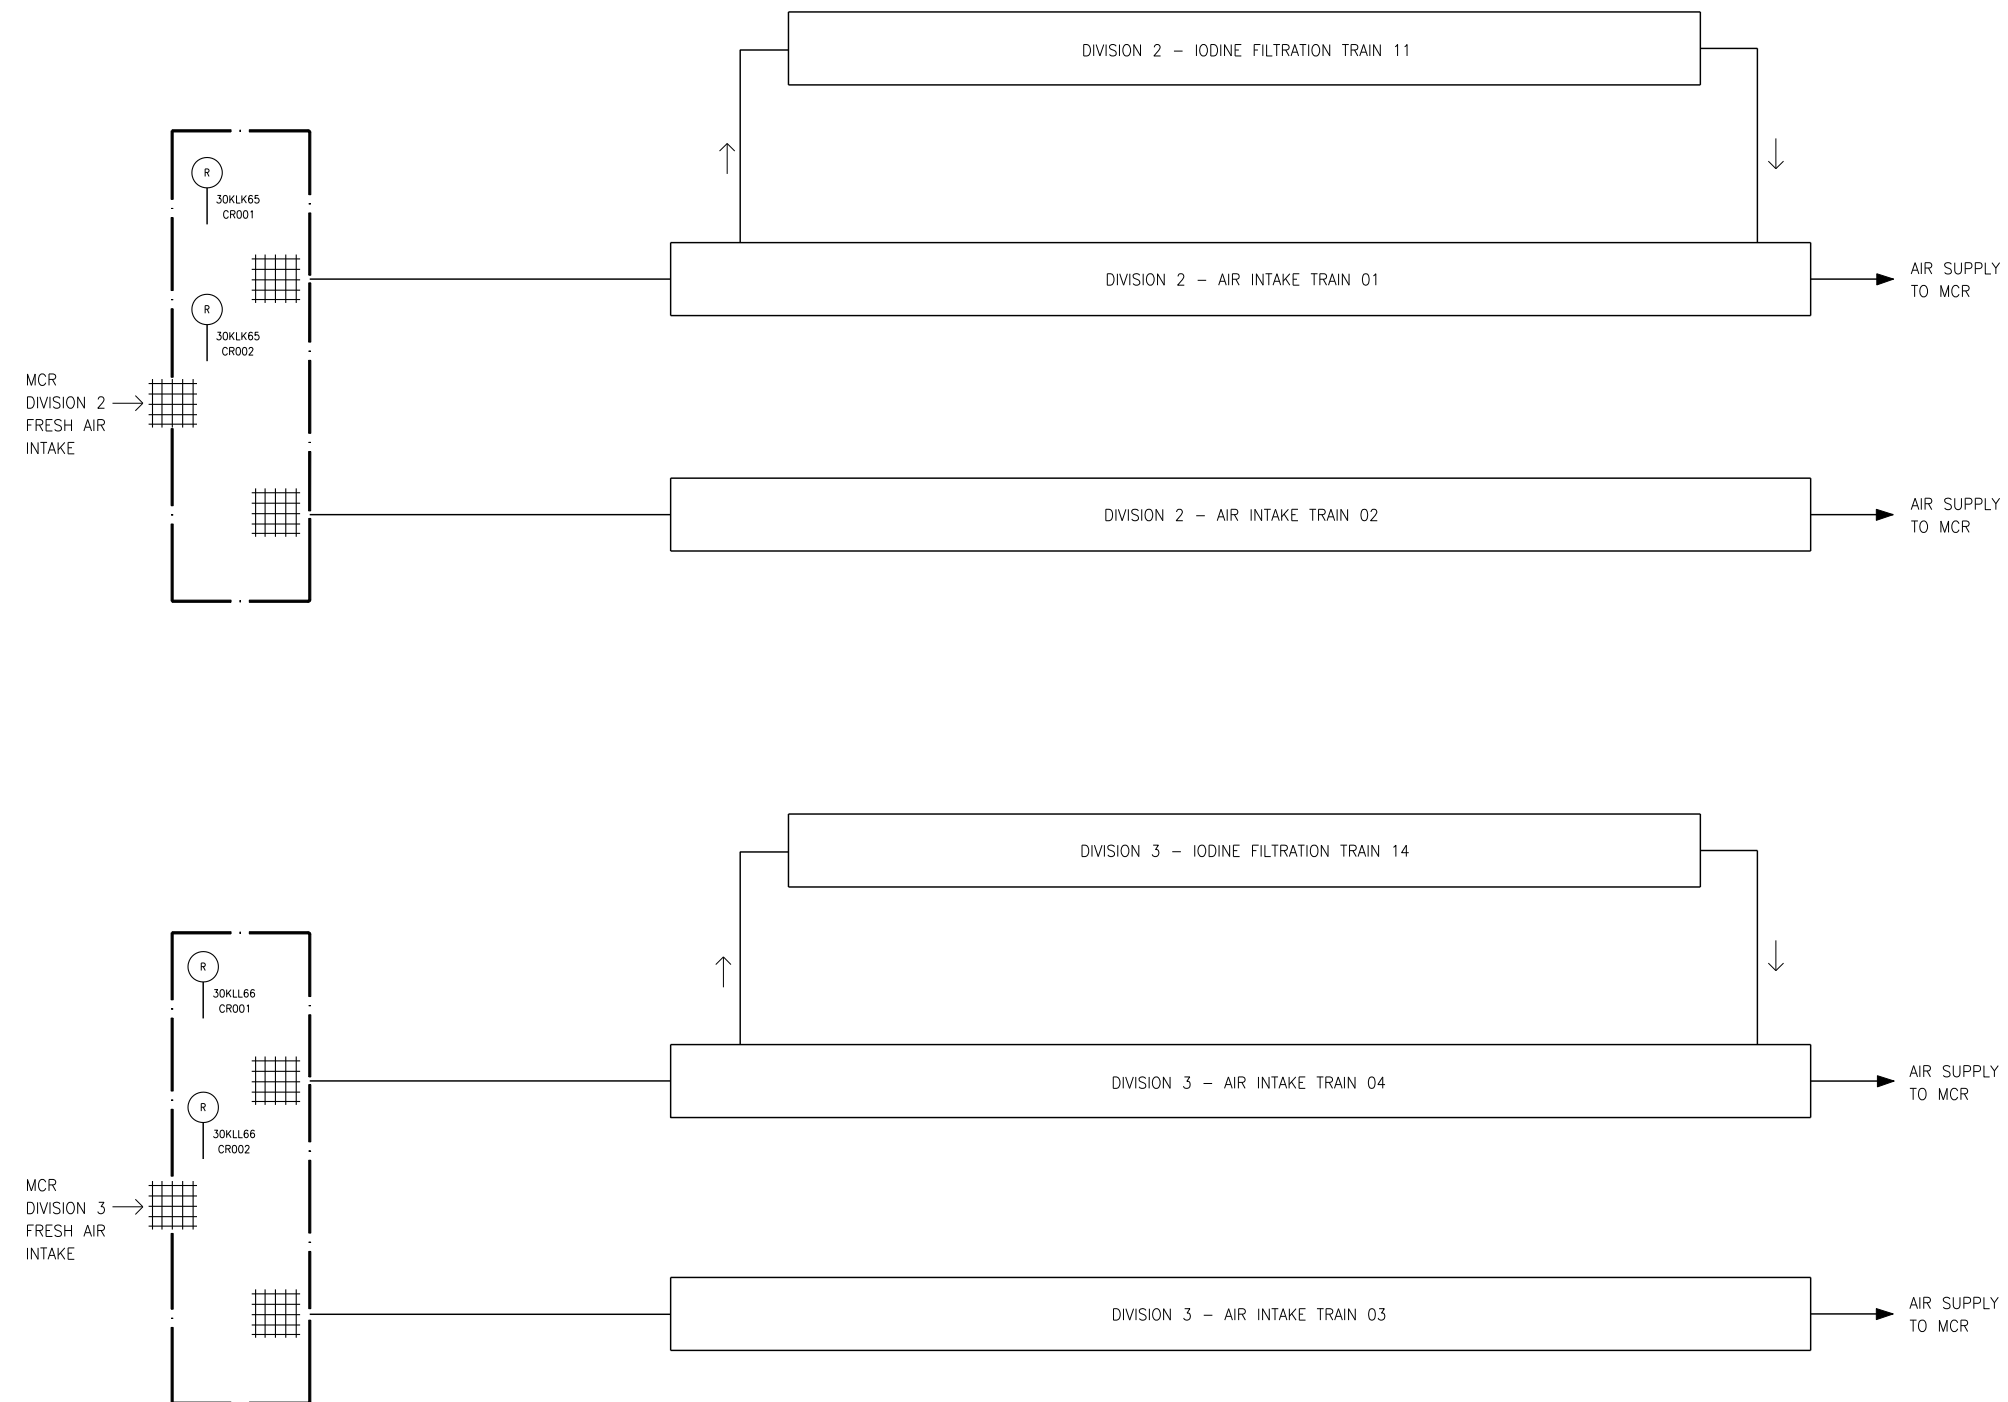 DIVISION 2 - IODINE FILTRATION TRAIN 11
R
30KLK65
CR001
DIVISION 2 - AIR INTAKE TRAIN 01
AIR SUPPLY
TO MCR
R
30KLK65
CR002
MCR
DIVISION 2
FRESH AIR
INTAKE
DIVISION 2 - AIR INTAKE TRAIN 02
AIR SUPPLY
TO MCR
DIVISION 3 - IODINE FILTRATION TRAIN 14
R
30KLL66
CR001
DIVISION 3 - AIR INTAKE TRAIN 04
AIR SUPPLY
TO MCR
R
30KLL66
CR002
MCR
DIVISION 3
FRESH AIR
INTAKE
DIVISION 3 - AIR INTAKE TRAIN 03
AIR SUPPLY
TO MCR